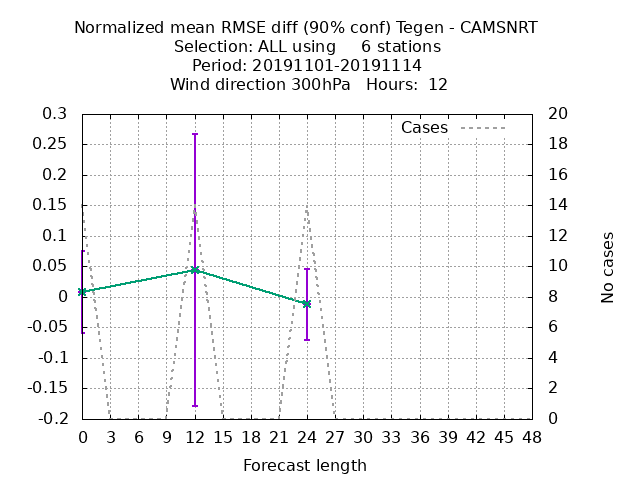 Normalized mean RMSE diff (90% conf) Tegen - CAMSNRT
Selection: ALL using     6 stations
Period: 20191101-20191114
Wind direction 300hPa   Hours:  12
Cases
0.3
0.25
0.2
0.15
0.1
0.05
0
-0.05
-0.1
-0.15
-0.2
20
18
16
14
12
10
8
6
4
2
0
No cases
0 3 6 9 12 15 18 21 24 27 30 33 36 39 42 45 48
Forecast length